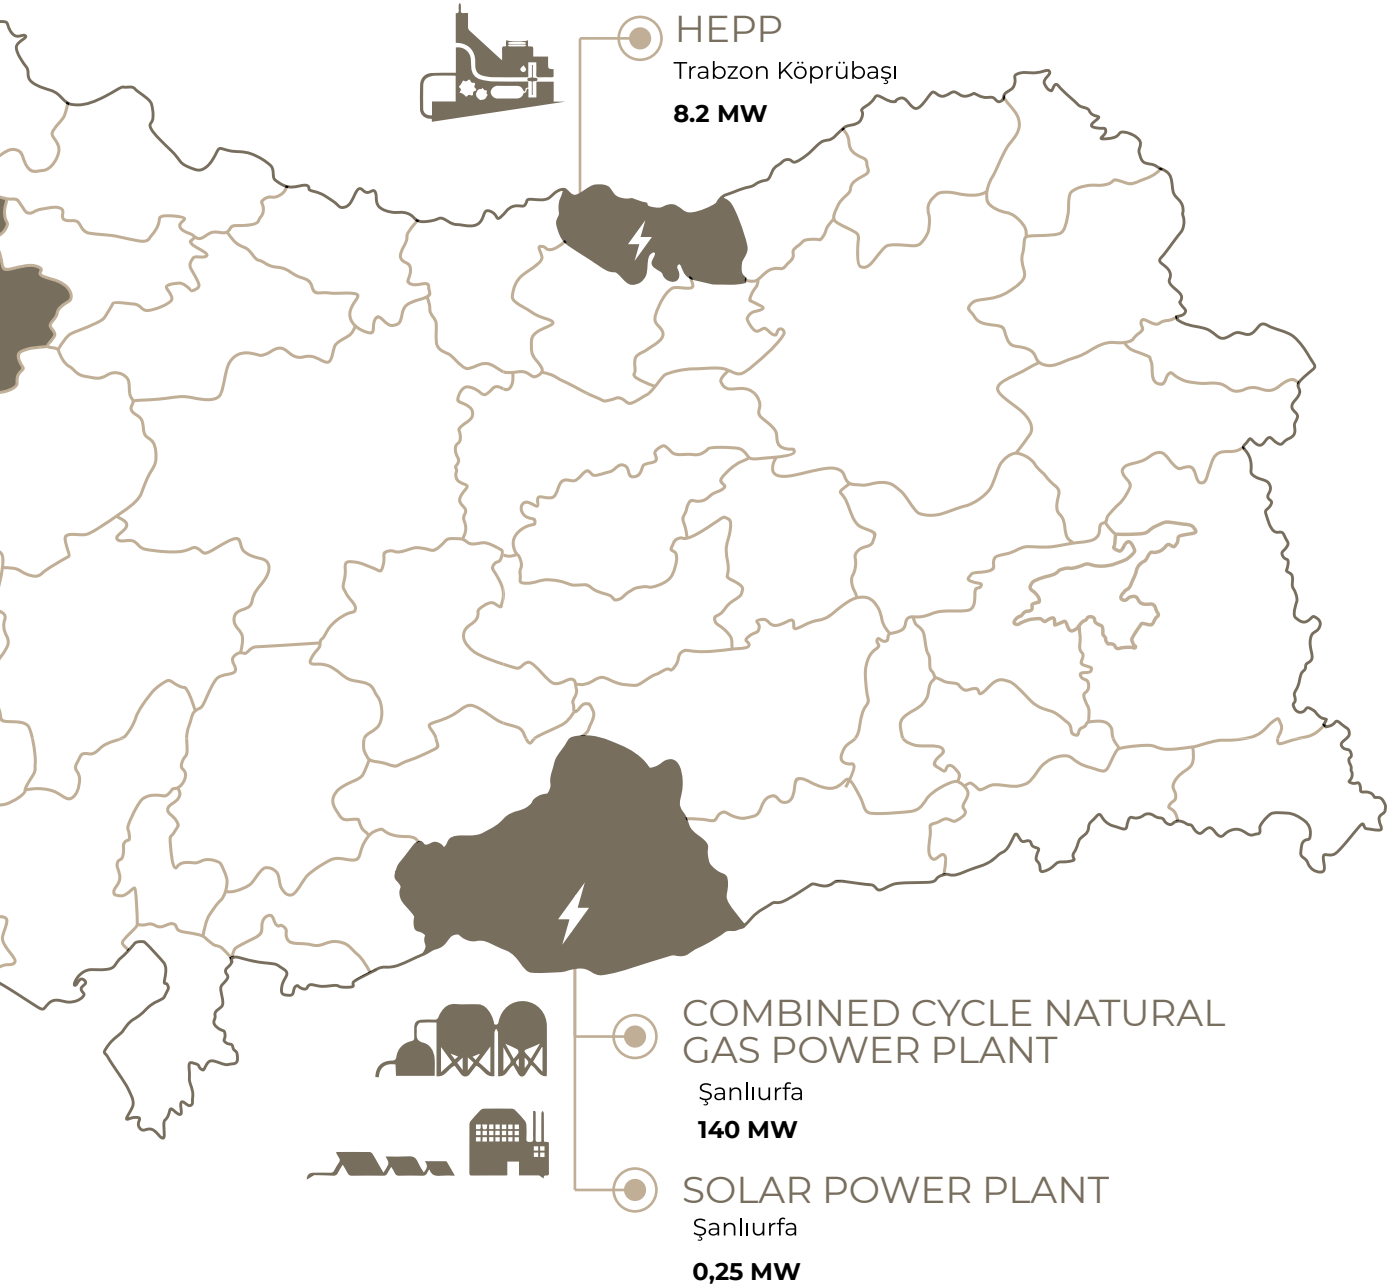 HEPP
Trabzon Köprübaşı
8.2 MW
COMBINED CYCLE NATURAL
GAS POWER PLANT
Şanlıurfa
140 MW
SOLAR POWER PLANT
Şanlıurfa
0,25 MW